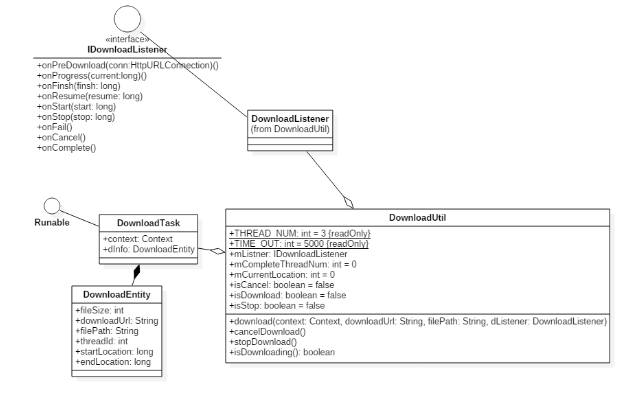 «interface»
IDownloadListener
+onPreDownload(conn:HttpURLConnection)()
+onProgress(current:long)()
+onFinsh(finsh: long)
+onResume(resume: long)
+onStart(start: long)
+onStop(stop: long)
+onFail()
+onCancel()
+onComplete()
DownloadListener
(from DownloadUtil)
Runable
DownloadTask
+context: Context
+dInfo: DownloadEntity
DownloadEntity
+fileSize: int
+downloadUrl: String
+filePath: String
+threadId: int
+startLocation: long
+endLocation: long
DownloadUtil
+THREAD_NUM: int = 3 {readOnly}
+TIME_OUT: int = 5000 {readOnly}
+mListner: IDownloadListener
+mCompleteThreadNum: int = 0
+mCurrentLocation: int = 0
+isCancel: boolean = false
+isDownload: boolean = false
+isStop: boolean = false
+download(context: Context, downloadUrl: String, filePath: String, dListener: DownloadListener)
+cancelDownload()
+stopDownload()
+isDownloading(): boolean